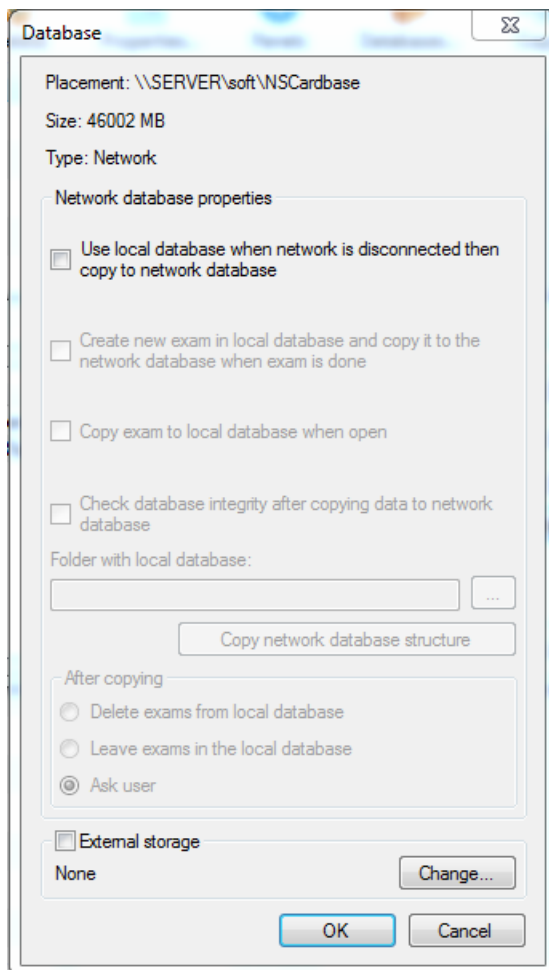 Database
Placement: \\SERVER\soft\NSCardbase
Size: 46002 MB
Type: Network
Network database properties
Use local database when network is disconnected then
copy to network database
Create new exam in local database and copy it to the
network database when exam is done
Copy exam to local database when open
Check database integrity after copying data to network
database
Folder with local database:
...
Copy network database structure
After copying
Delete exams from local database
Leave exams in the local database
Ask user
External storage
None
Change...
OK
Cancel